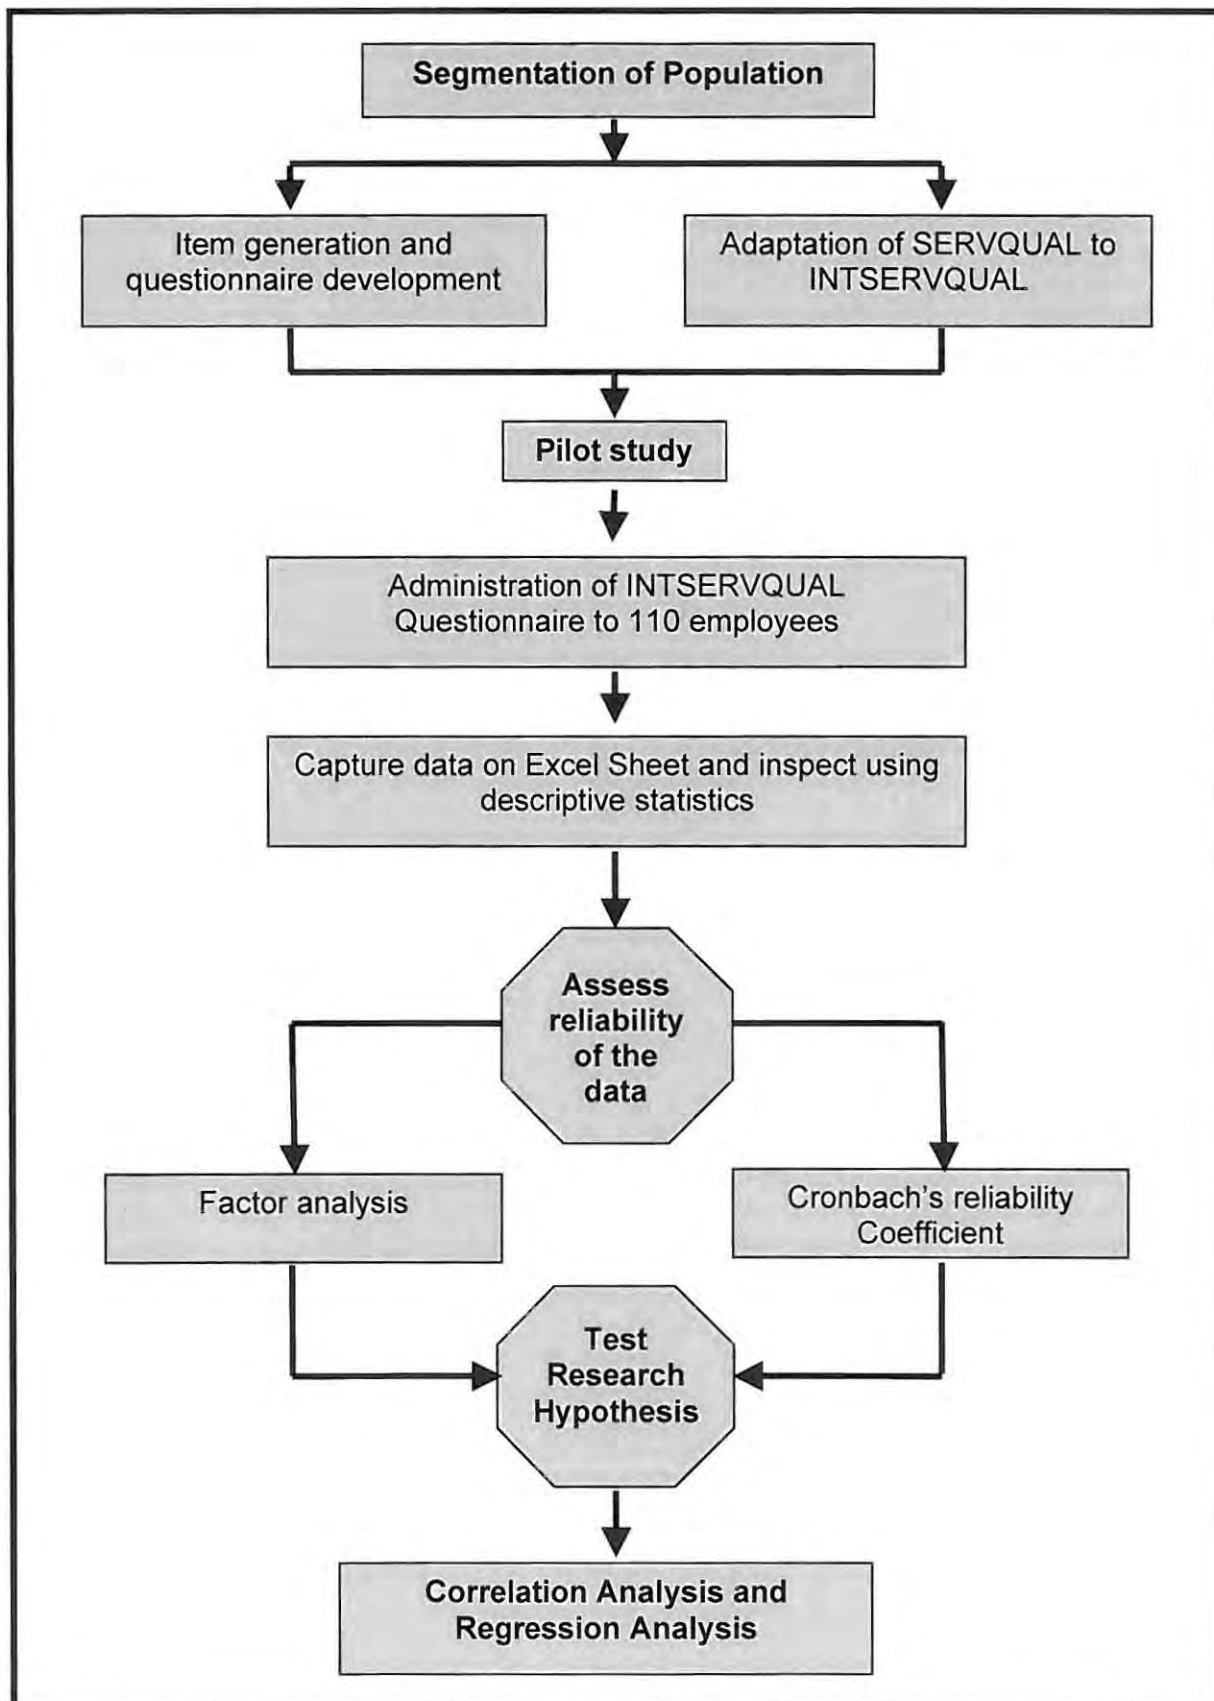 Segmentation of Population
Item generation and
questionnaire development
Adaptation of SERVQUAL to
INTSERVQUAL
Pilot study
Administration of INTSERVQUAL
Questionnaire to 110 employees
Capture data on Excel Sheet and inspect using
descriptive statistics
Assess
reliability
of the
data
Factor analysis
Cronbach’s reliability
Coefficient
Test
Research
Hypothesis
Correlation Analysis and
Regression Analysis